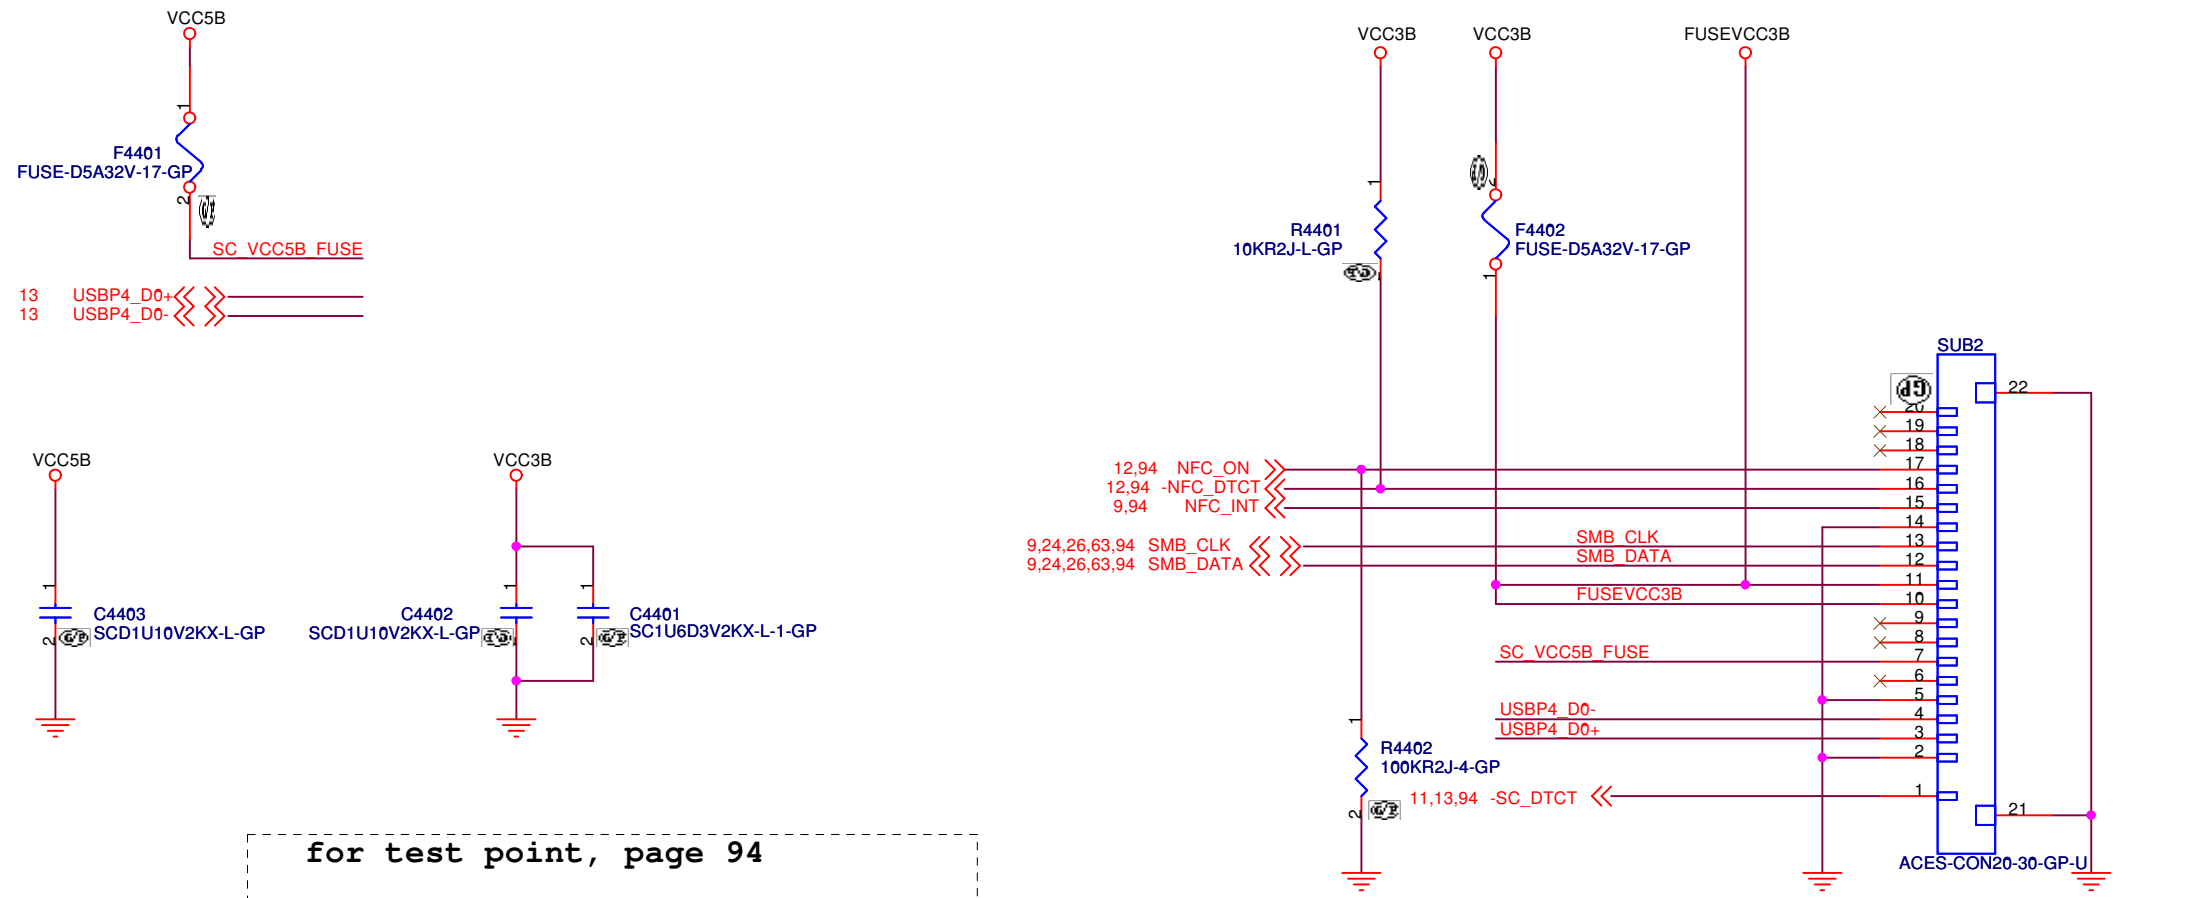 VCC5B
1
F4401
FUSE-D5A32V-17-GP
2
SC_VCC5B_FUSE
13 USBP4_D0+
13 USBP4_D0-
VCC5B
1
C4403
SCD1U10V2KX-L-GP
2
VCC3B
1
1
C4402
SCD1U10V2KX-L-GP
C4401
SC1U6D3V2KX-L-1-GP
2
for test point, page 94
VCC3B
VCC3B
FUSEVCC3B
1
R4401
10KR2J-L-GP
F4402
FUSE-D5A32V-17-GP
1
12,94 NFC_ON
12,94 -NFC_DTCT
9,94 NFC_INT
9,24,26,63,94 SMB_CLK
9,24,26,63,94 SMB_DATA
SMB_CLK
SMB_DATA
FUSEVCC3B
SC_VCC5B_FUSE
USBP4_D0-
USBP4_D0+
1
R4402
100KR2J-4-GP
2
11,13,94 -SC_DTCT
SUB2
GP
22
20
19
18
17
16
15
14
13
12
11
10
9
8
7
6
5
4
3
2
1
21
ACES-CON20-30-GP-U